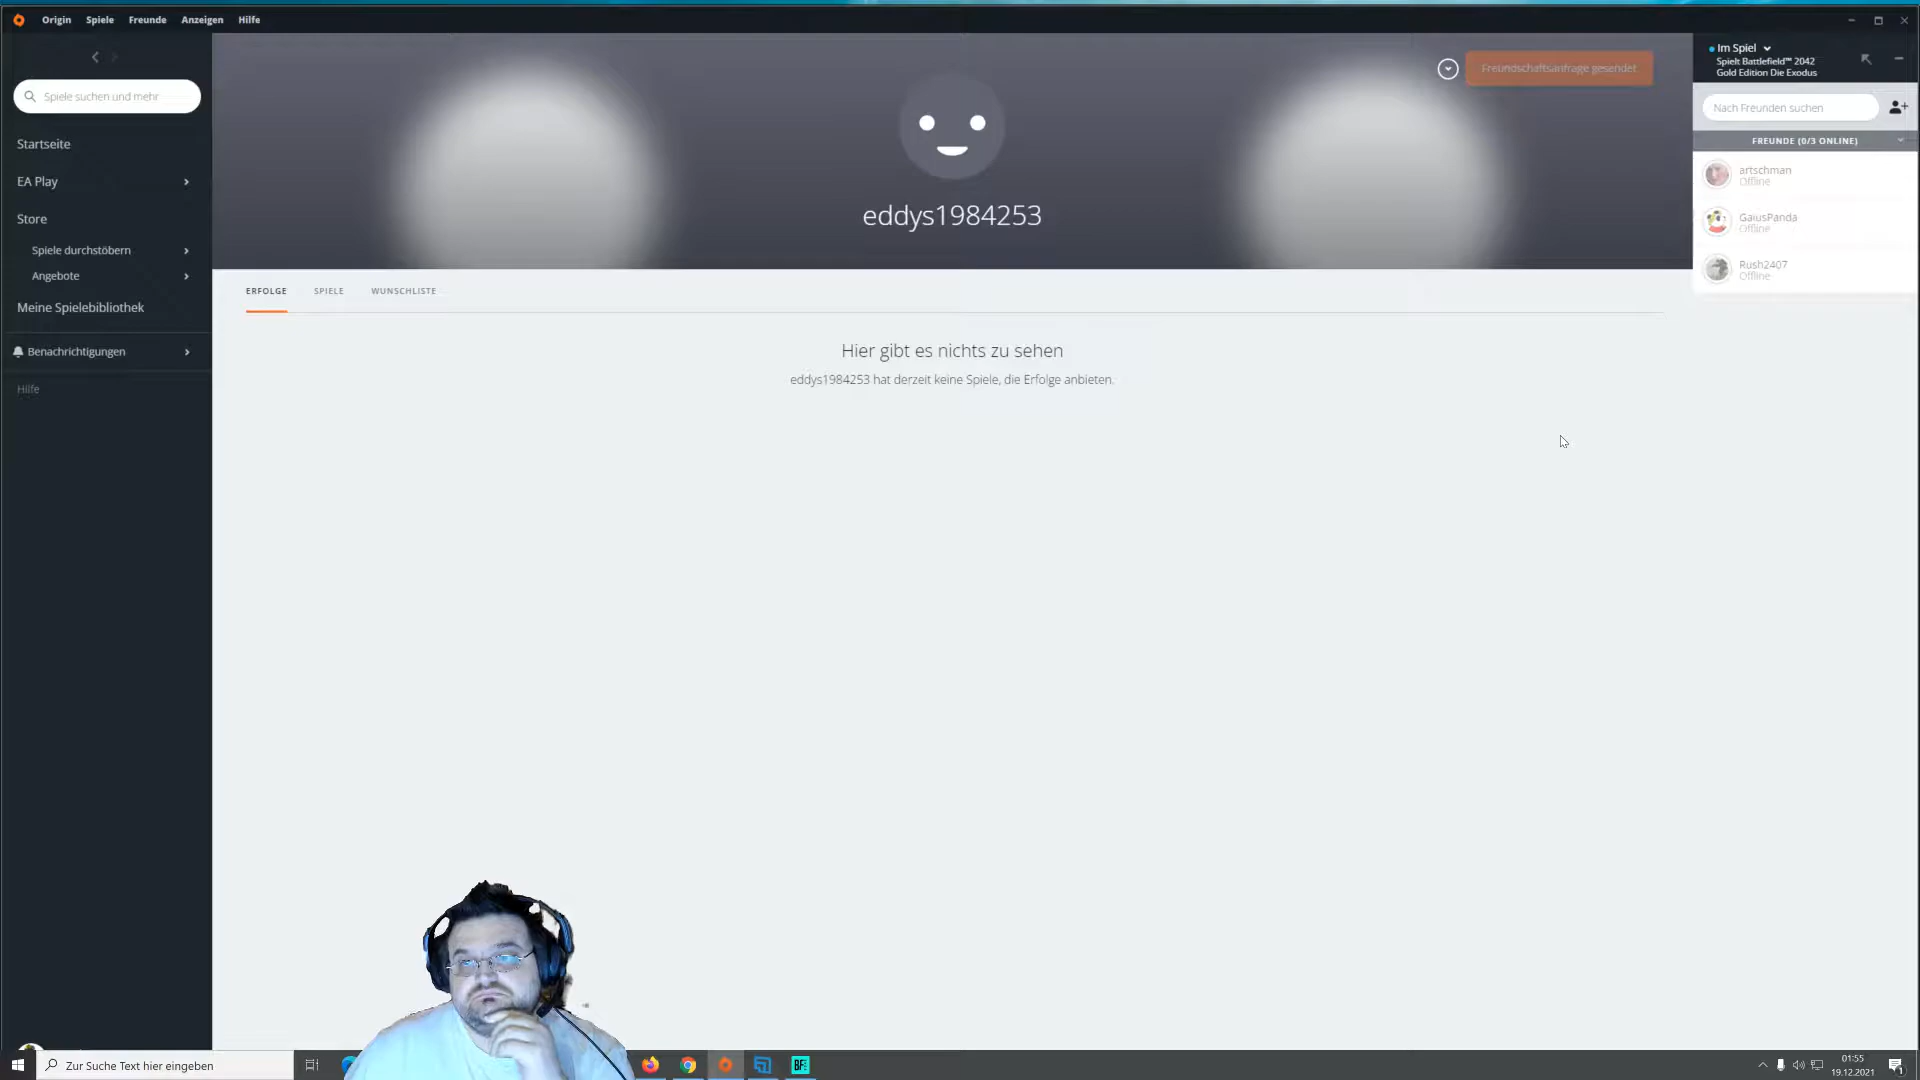 Origin Spiele Freunde Anzeigen Hilfe
Spiele suchen und mehr
Startseite
EA Play
Store
Spiele durchstöbern
Angebote
Meine Spielebibliothek
Benachrichtigungen
Hilfe
Freundschaftsanfrage gesendet
eddys1984253
ERFOLGE SPIELE WUNSCHLISTE
Hier gibt es nichts zu sehen
eddys1984253 hat derzeit keine Spiele, die Erfolge anbieten.
Im Spiel
Spielt Battlefield™ 2042
Gold Edition Die Exodus
Nach Freunden suchen
FREUNDE (0/3 ONLINE)
artschman
Offline
GaiusPanda
Offline
Rush2407
Offline
Zur Suche Text hier eingeben
BF
01:55
19.12.2021
1